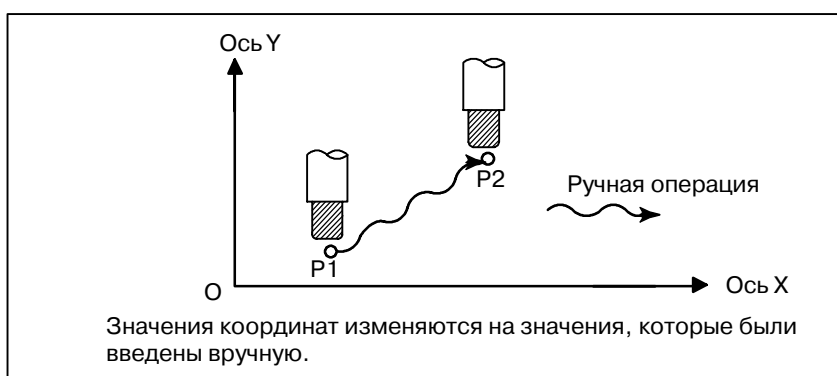 Ось Y
P2
Ручная операция
P1
O
Ось X
Значения координат изменяются на значения, которые были
введены вручную.